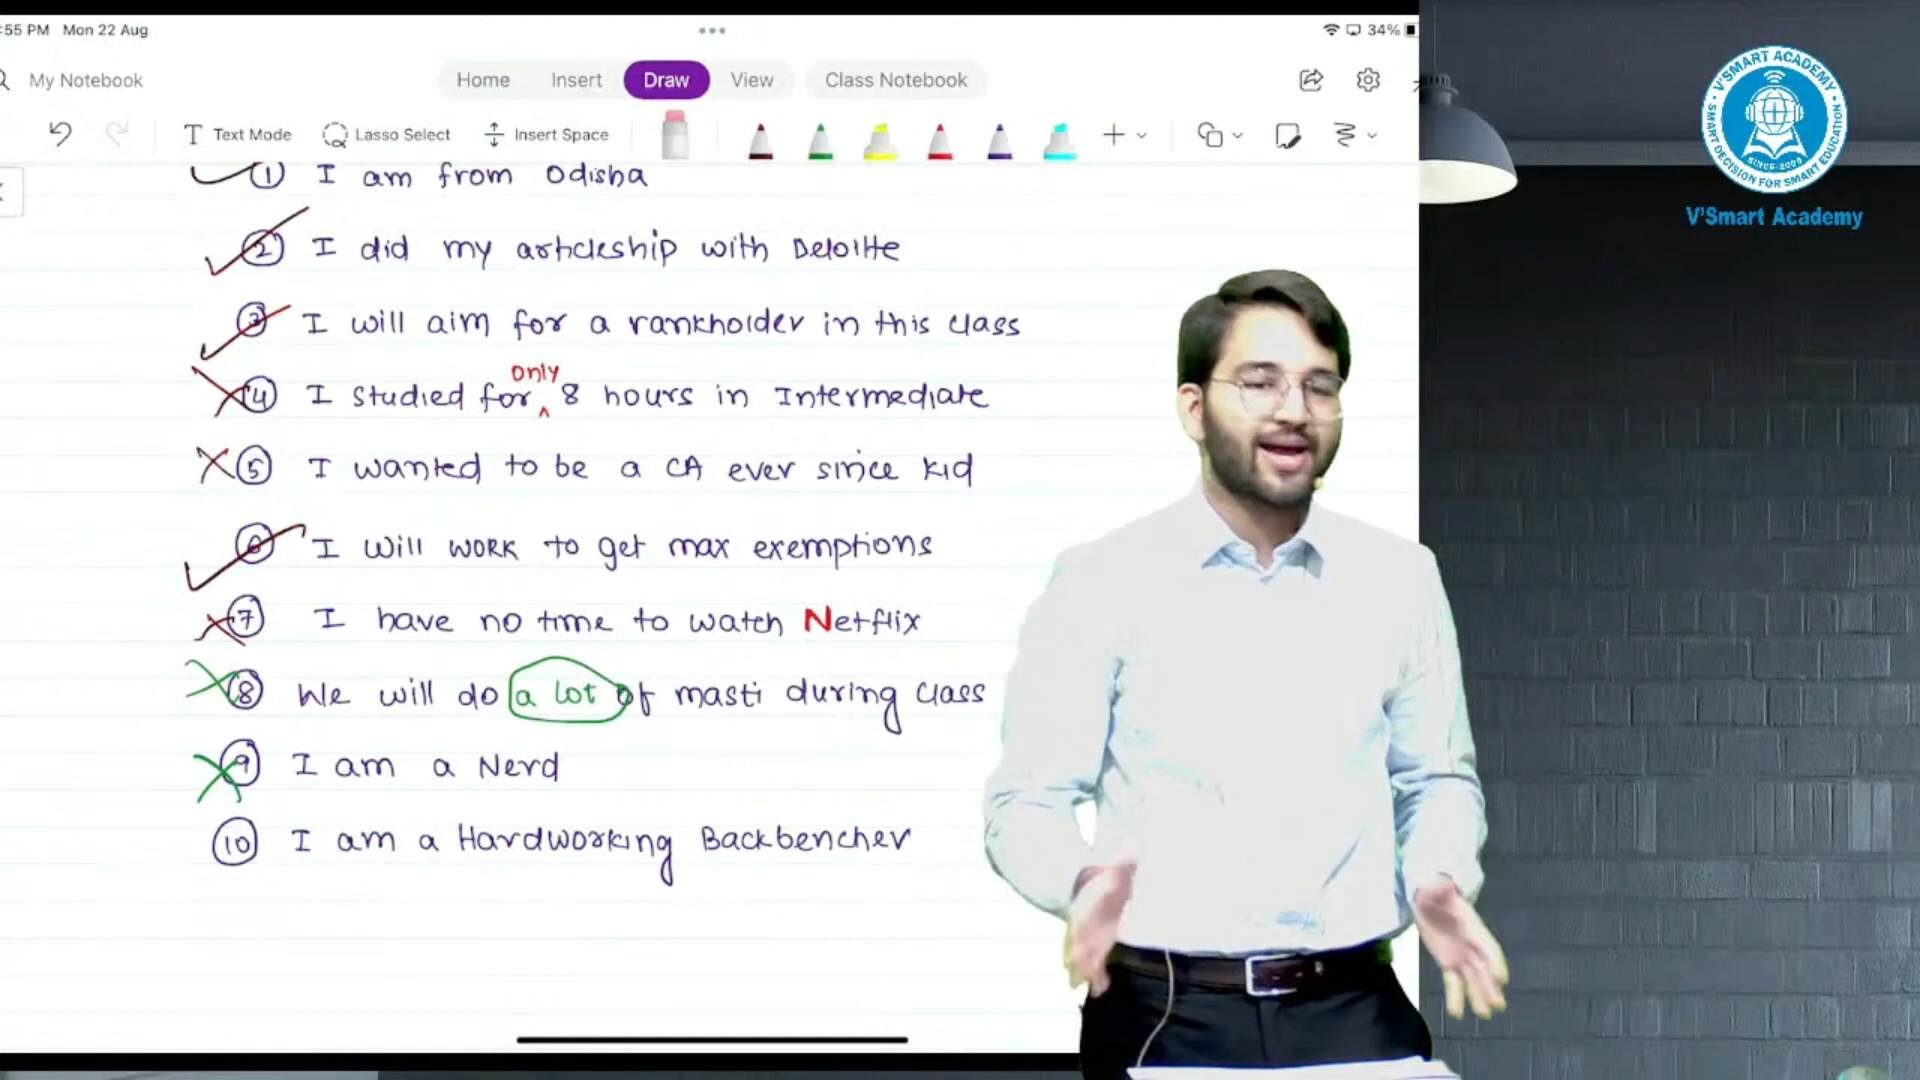 :55 PM Mon 22 Aug
34%
My Notebook
Home Insert Draw View Class Notebook
Text Mode Lasso Select Insert Space
1 I am from Odisha
2 I did my articleship with Deloitte
3 I will aim for a rankholder in this class
only
4 I studied for ^ 8 hours in Intermediate
5 I wanted to be a CA ever since kid
6 I will work to get max exemptions
7 I have no time to watch Netflix
8 We will do a lot of masti during class
9 I am a Nerd
10 I am a Hardworking Backbencher
V'SMART ACADEMY
SMART DECISION FOR SMART EDUCATION
SINCE-2005
V'Smart Academy